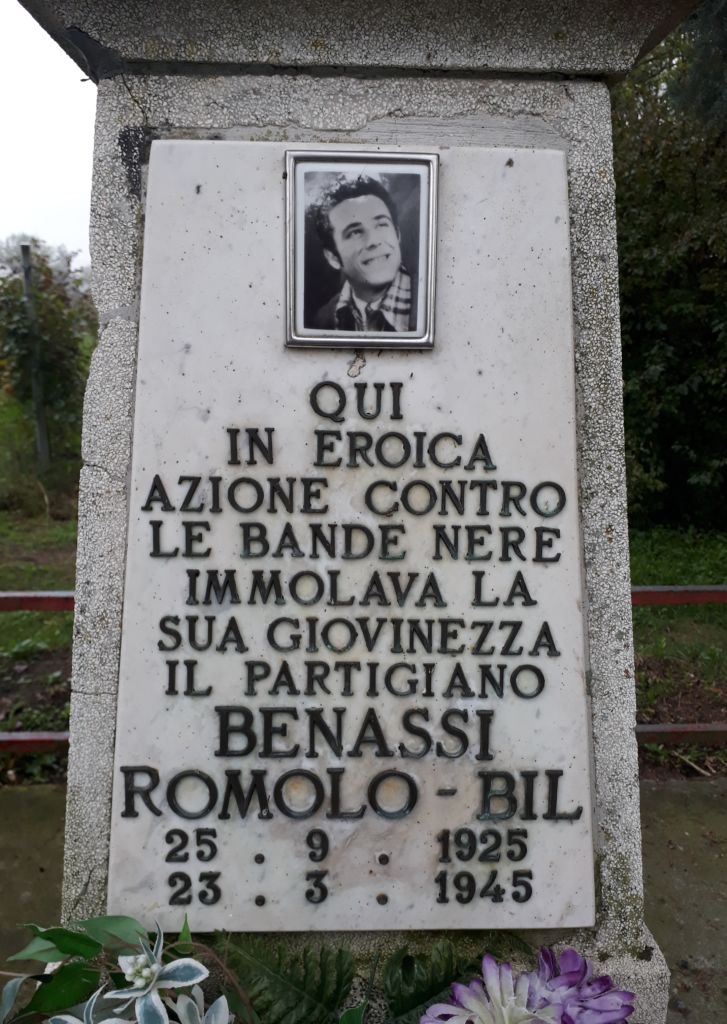 QUI
IN EROICA
AZIONE CONTRO
LE BANDE NERE
IMMOLAVA LA
SUA GIOVINEZZA
IL PARTIGIANO
BENASSI
ROMOLO - BIL
25 . 9 . 1925
23 . 3 . 1945